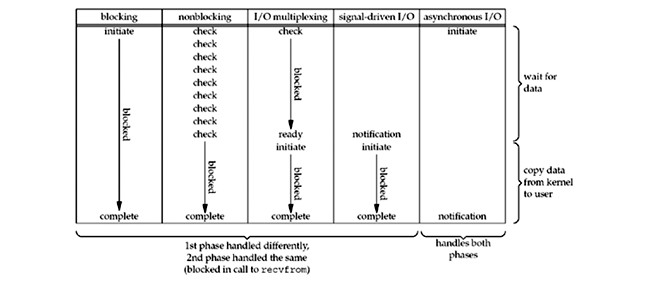 blocking nonblocking I/O multiplexing signal-driven I/O asynchronous I/O
initiate check check initiate
check
check
check
check
check
check
check
check ready notification
initiate initiate
blocked
blocked
blocked
blocked
blocked
complete complete complete complete notification
wait for
data
copy data
from kernel
to user
1st phase handled differently,
2nd phase handled the same
(blocked in call to recvfrom)
handles both
phases